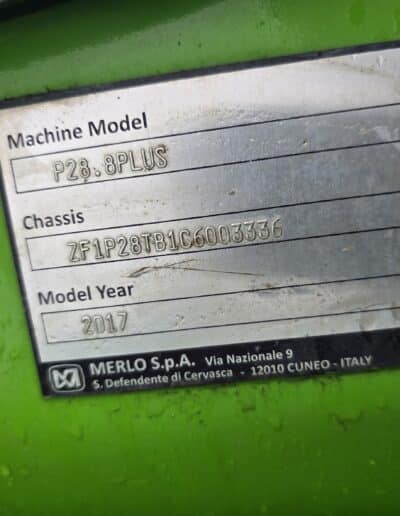 Machine Model
P28.8PLUS
Chassis
ZF1P28TB1C6003336
Model Year
2017
MERLO S.p.A. Via Nazionale 9
S. Defendente di Cervasca - 12010 CUNEO - ITALY